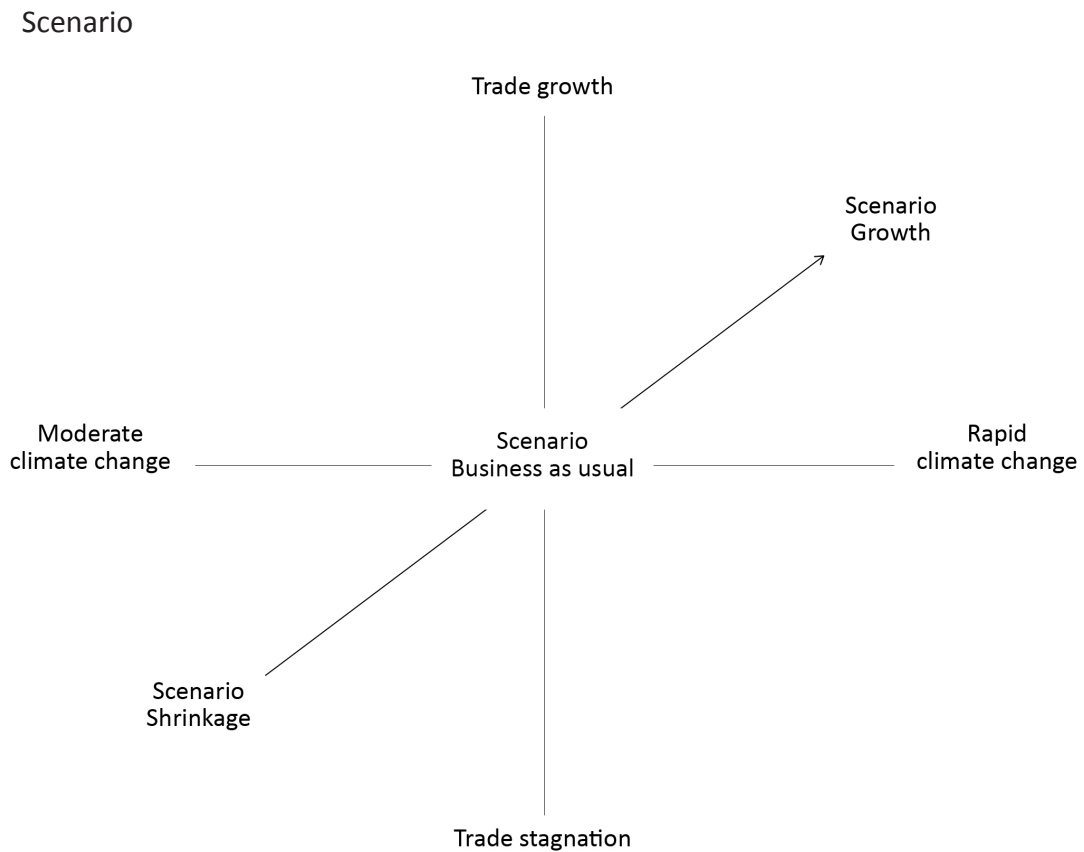 Scenario
Trade growth
Scenario
Growth
Moderate
climate change
Scenario
Business as usual
Rapid
climate change
Scenario
Shrinkage
Trade stagnation